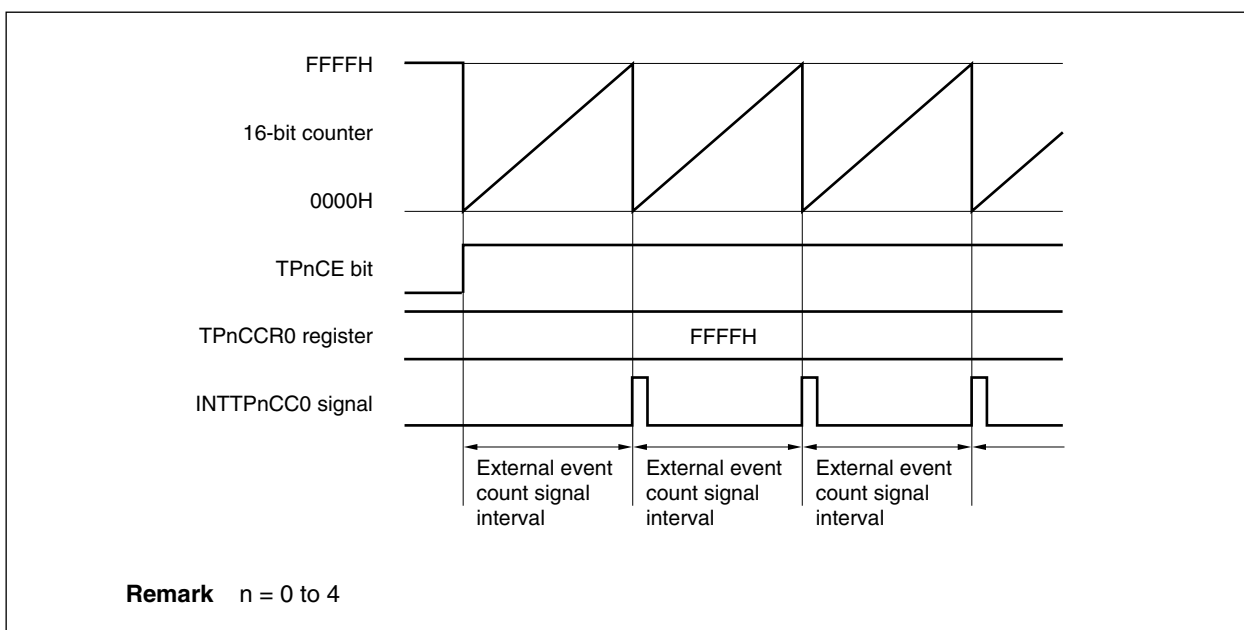 FFFFH
16-bit counter
0000H
TPnCE bit
TPnCCR0 register
FFFFH
INTTPnCC0 signal
External event
count signal
interval
External event
count signal
interval
External event
count signal
interval
Remark n = 0 to 4